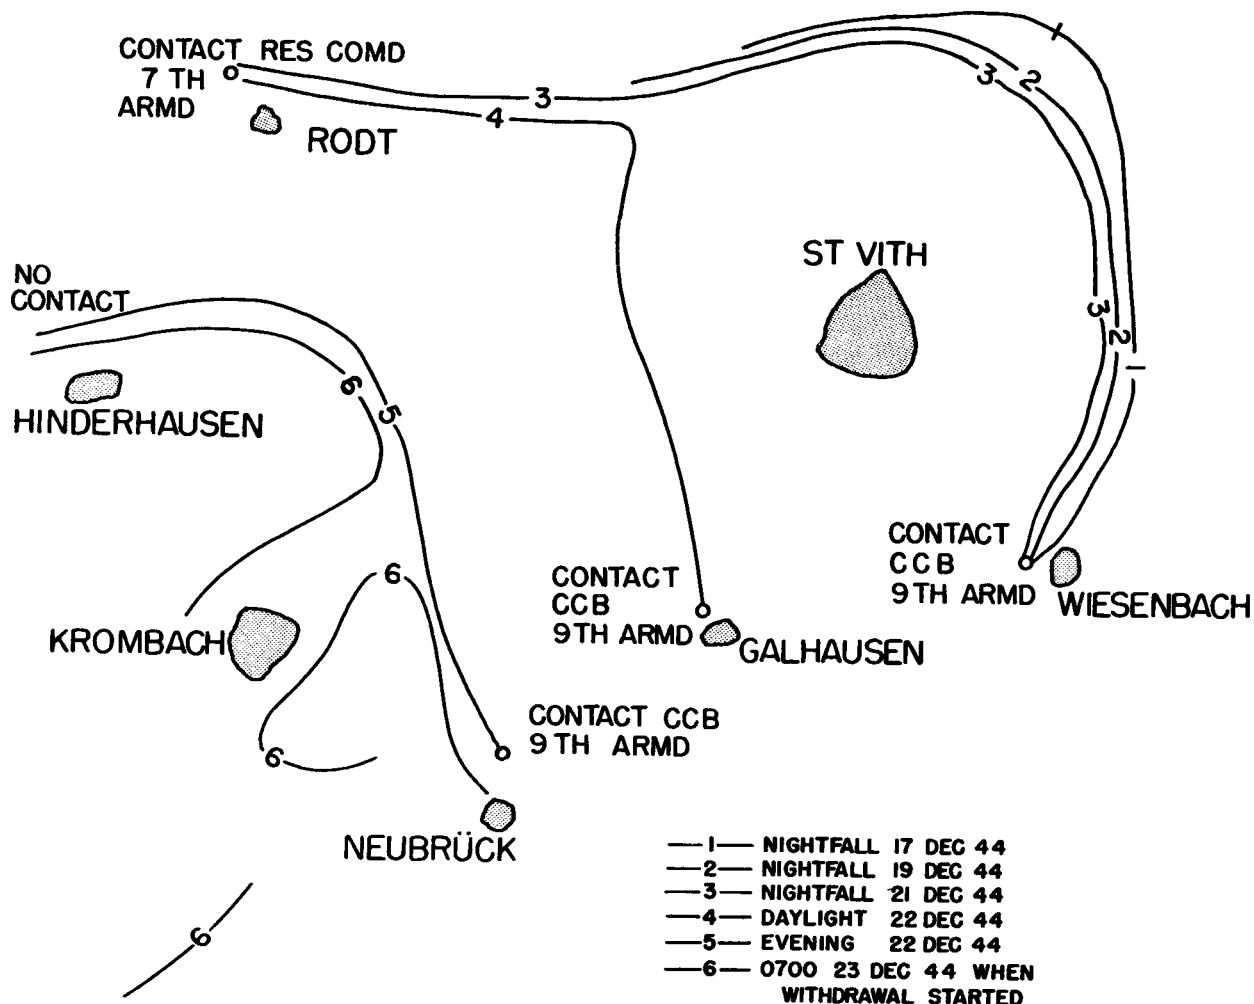 CONTACT RES COMD
7 TH
ARMD
RODT
3
4
1
2
3
ST VITH
3
2
1
NO
CONTACT
HINDERHAUSEN
6
5
CONTACT
CCB
9TH ARMD
WIESENBACH
CONTACT
CCB
9TH ARMD
GALHAUSEN
6
KROMBACH
6
CONTACT CCB
9TH ARMD
NEUBRÜCK
6
1 NIGHTFALL 17 DEC 44
2 NIGHTFALL 19 DEC 44
3 NIGHTFALL 21 DEC 44
4 DAYLIGHT 22 DEC 44
5 EVENING 22 DEC 44
6 0700 23 DEC 44 WHEN
WITHDRAWAL STARTED